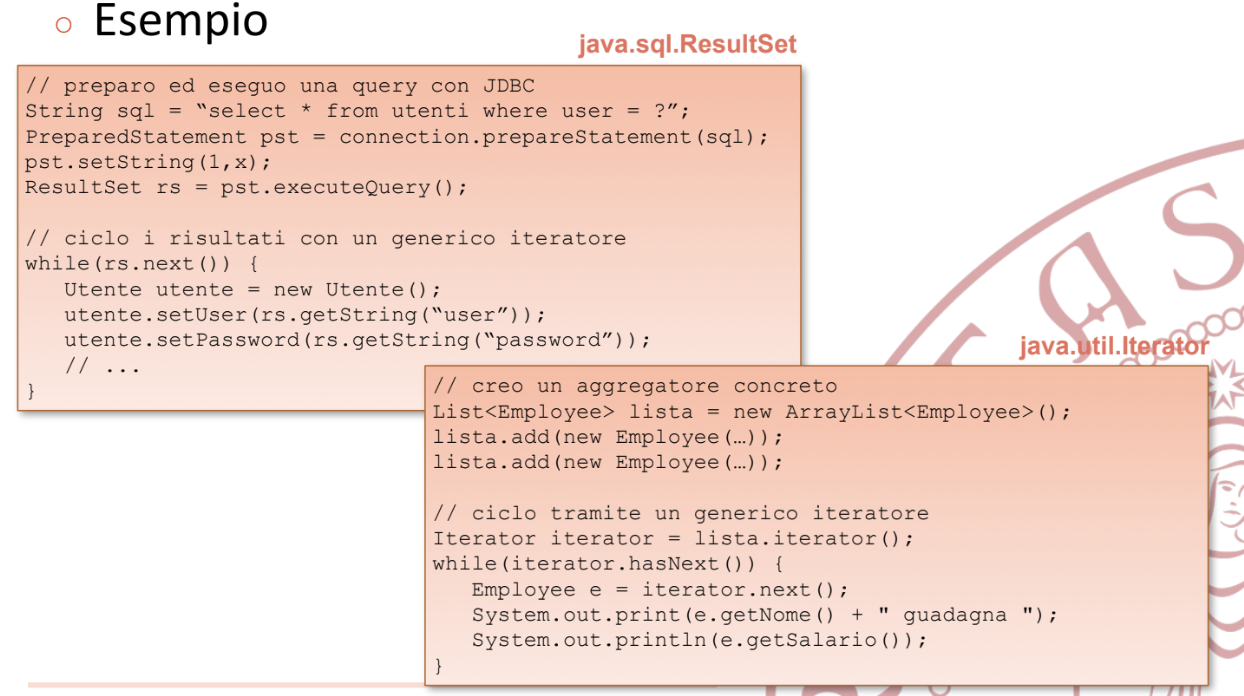 Esempio
java.sql.ResultSet
// preparo ed eseguo una query con JDBC
String sql = “select * from utenti where user = ?”;
PreparedStatement pst = connection.prepareStatement(sql);
pst.setString(1,x);
ResultSet rs = pst.executeQuery();
// ciclo i risultati con un generico iteratore
while(rs.next()) {
Utente utente = new Utente();
utente.setUser(rs.getString(“user”));
utente.setPassword(rs.getString(“password”));
// ...
}
java.util.Iterator
// creo un aggregatore concreto
List<Employee> lista = new ArrayList<Employee>();
lista.add(new Employee(…));
lista.add(new Employee(…));
// ciclo tramite un generico iteratore
Iterator iterator = lista.iterator();
while(iterator.hasNext()) {
Employee e = iterator.next();
System.out.print(e.getNome() + " guadagna ");
System.out.println(e.getSalario());
}